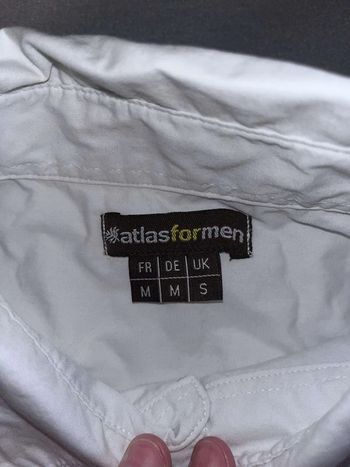 atlasformen
FR DE UK
M M S